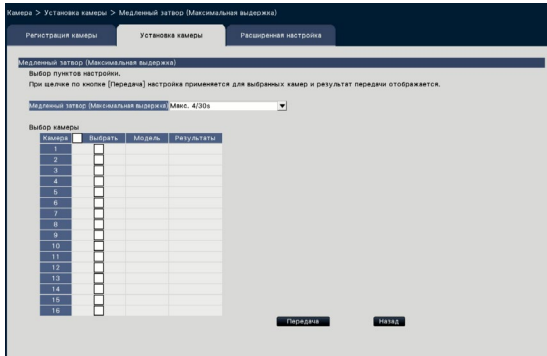 Камера > Установка камеры > Медленный затвор (Максимальная выдержка)
Регистрация камеры Установка камеры Расширенная настройка
Медленный затвор (Максимальная выдержка)
Выбор пунктов настройки.
При щелчке по кнопке [Передача] настройка применяется для выбранных камер и результат передачи отображается.
Медленный затвор (Максимальная выдержка) Макс. 4/30s
Выбор камеры
Камера Выбрать Модель Результаты
1
2
3
4
5
6
7
8
9
10
11
12
13
14
15
16
Передача Назад